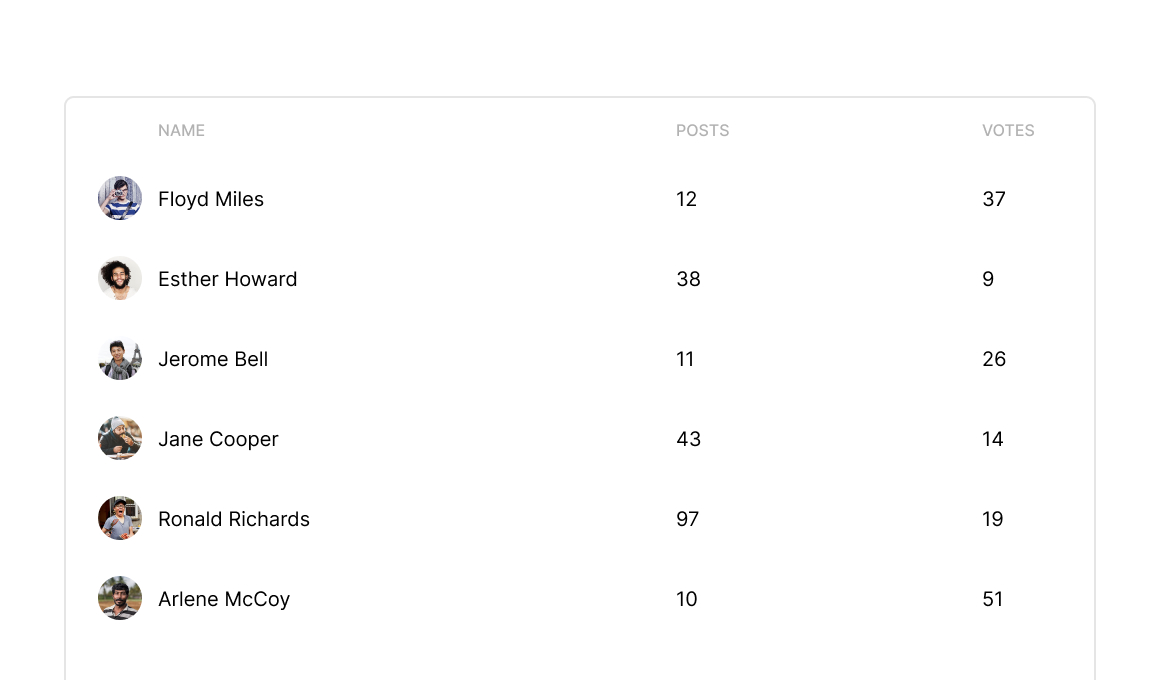 NAME POSTS VOTES
Floyd Miles 12 37
Esther Howard 38 9
Jerome Bell 11 26
Jane Cooper 43 14
Ronald Richards 97 19
Arlene McCoy 10 51